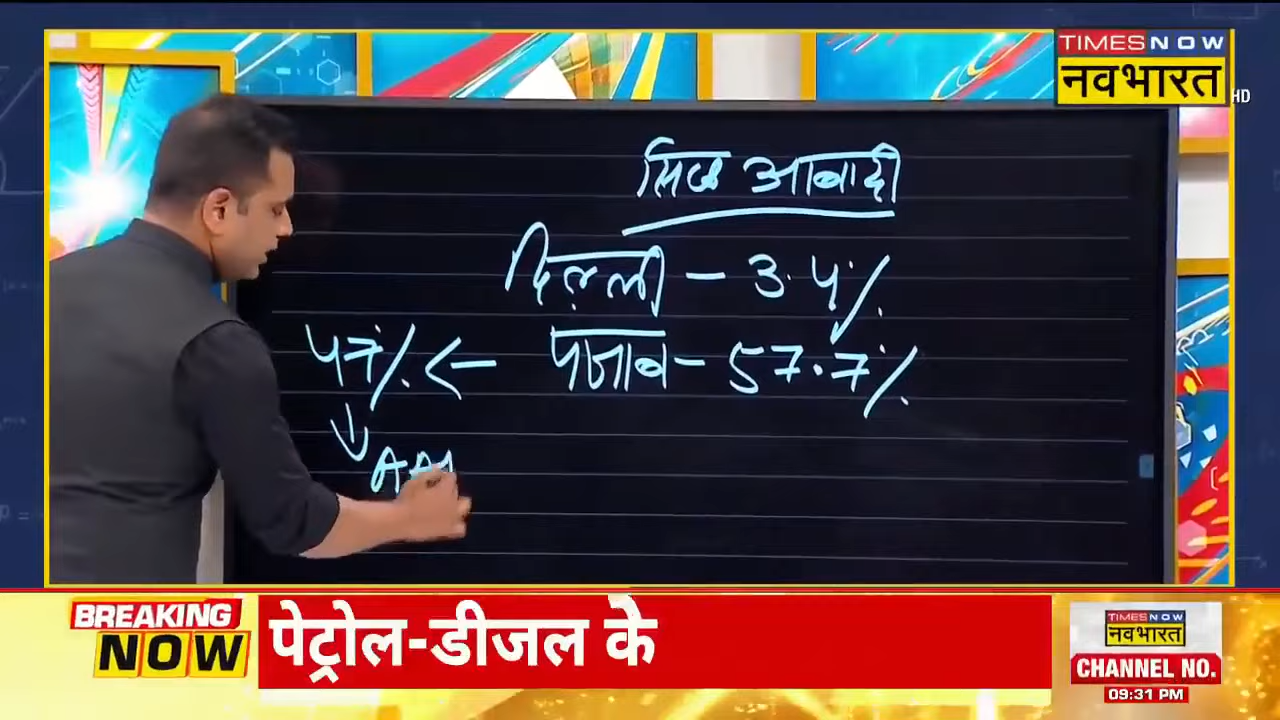 TIMES NOW
नवभारत
HD
सिख आबादी
दिल्ली - 3.4%
47% <- पंजाब - 57.7%
AAP
BREAKING
NOW
पेट्रोल-डीजल के
TIMES NOW
नवभारत
CHANNEL NO.
09:31 PM